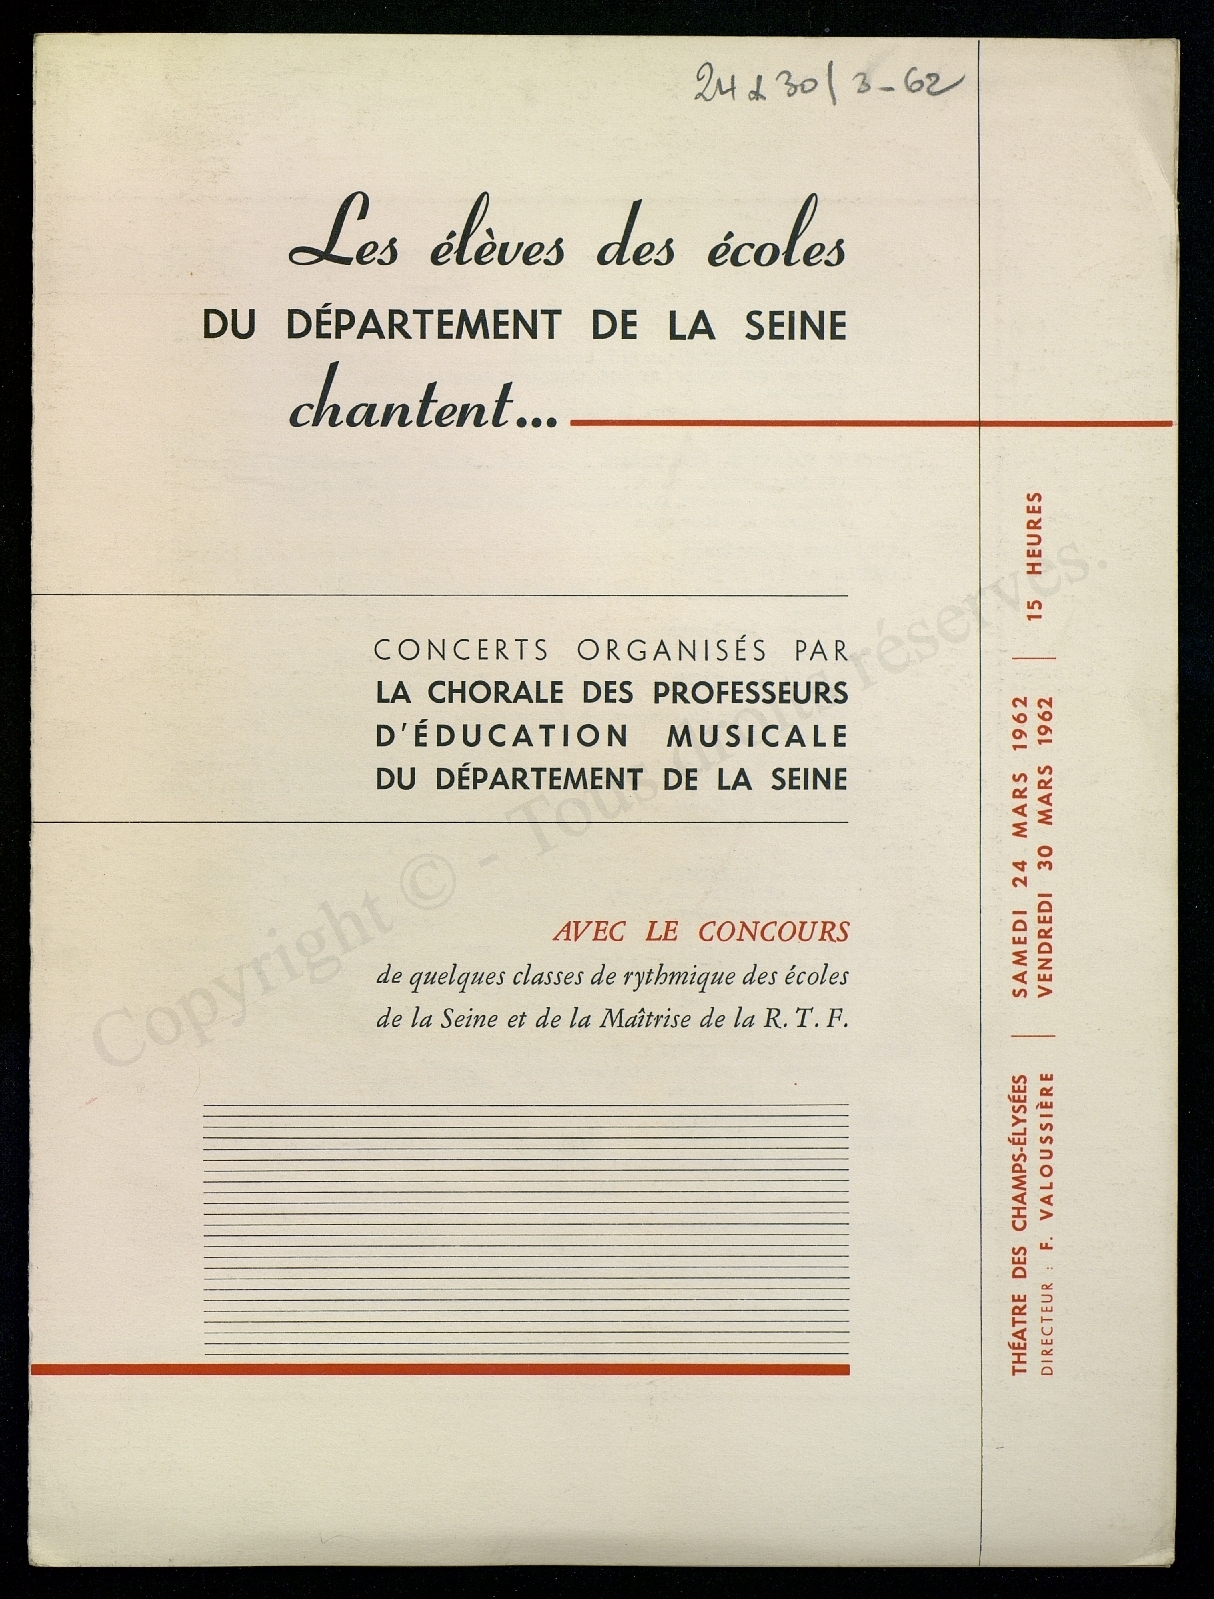 24 & 30/3-62
Les élèves des écoles
DU DÉPARTEMENT DE LA SEINE
chantent...
CONCERTS ORGANISÉS PAR
LA CHORALE DES PROFESSEURS
D'ÉDUCATION MUSICALE
DU DÉPARTEMENT DE LA SEINE
AVEC LE CONCOURS
de quelques classes de rythmique des écoles
de la Seine et de la Maîtrise de la R. T. F.
THÉATRE DES CHAMPS-ÉLYSÉES
DIRECTEUR : F. VALOUSSIÈRE
SAMEDI 24 MARS 1962
VENDREDI 30 MARS 1962
15 HEURES
Copyright © - Tous droits réservés.